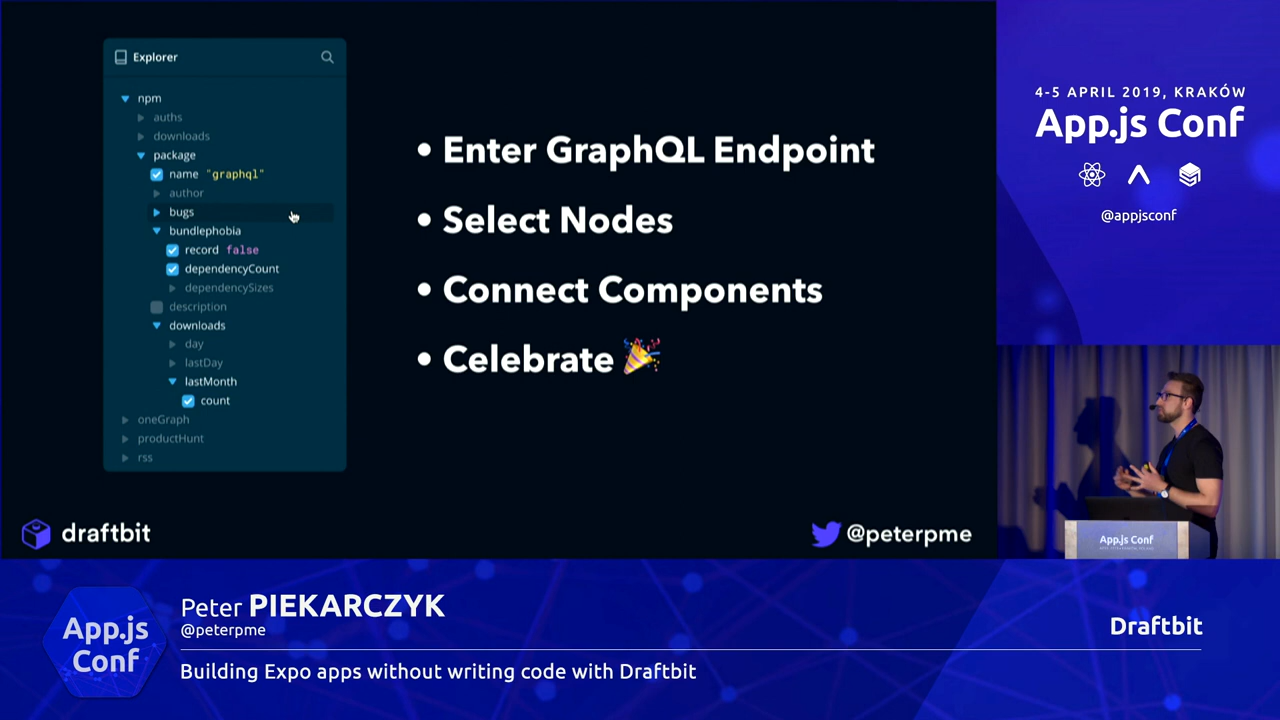 Explorer
npm
auths
downloads
package
name "graphql"
author
bugs
bundlephobia
record false
dependencyCount
dependencySizes
description
downloads
day
lastDay
lastMonth
count
oneGraph
productHunt
rss
• Enter GraphQL Endpoint
• Select Nodes
• Connect Components
• Celebrate 🎉
draftbit
@peterpme
4-5 APRIL 2019, KRAKÓW
App.js Conf
@appjsconf
App.js Conf
App.js
Conf
Peter PIEKARCZYK
@peterpme
Building Expo apps without writing code with Draftbit
Draftbit